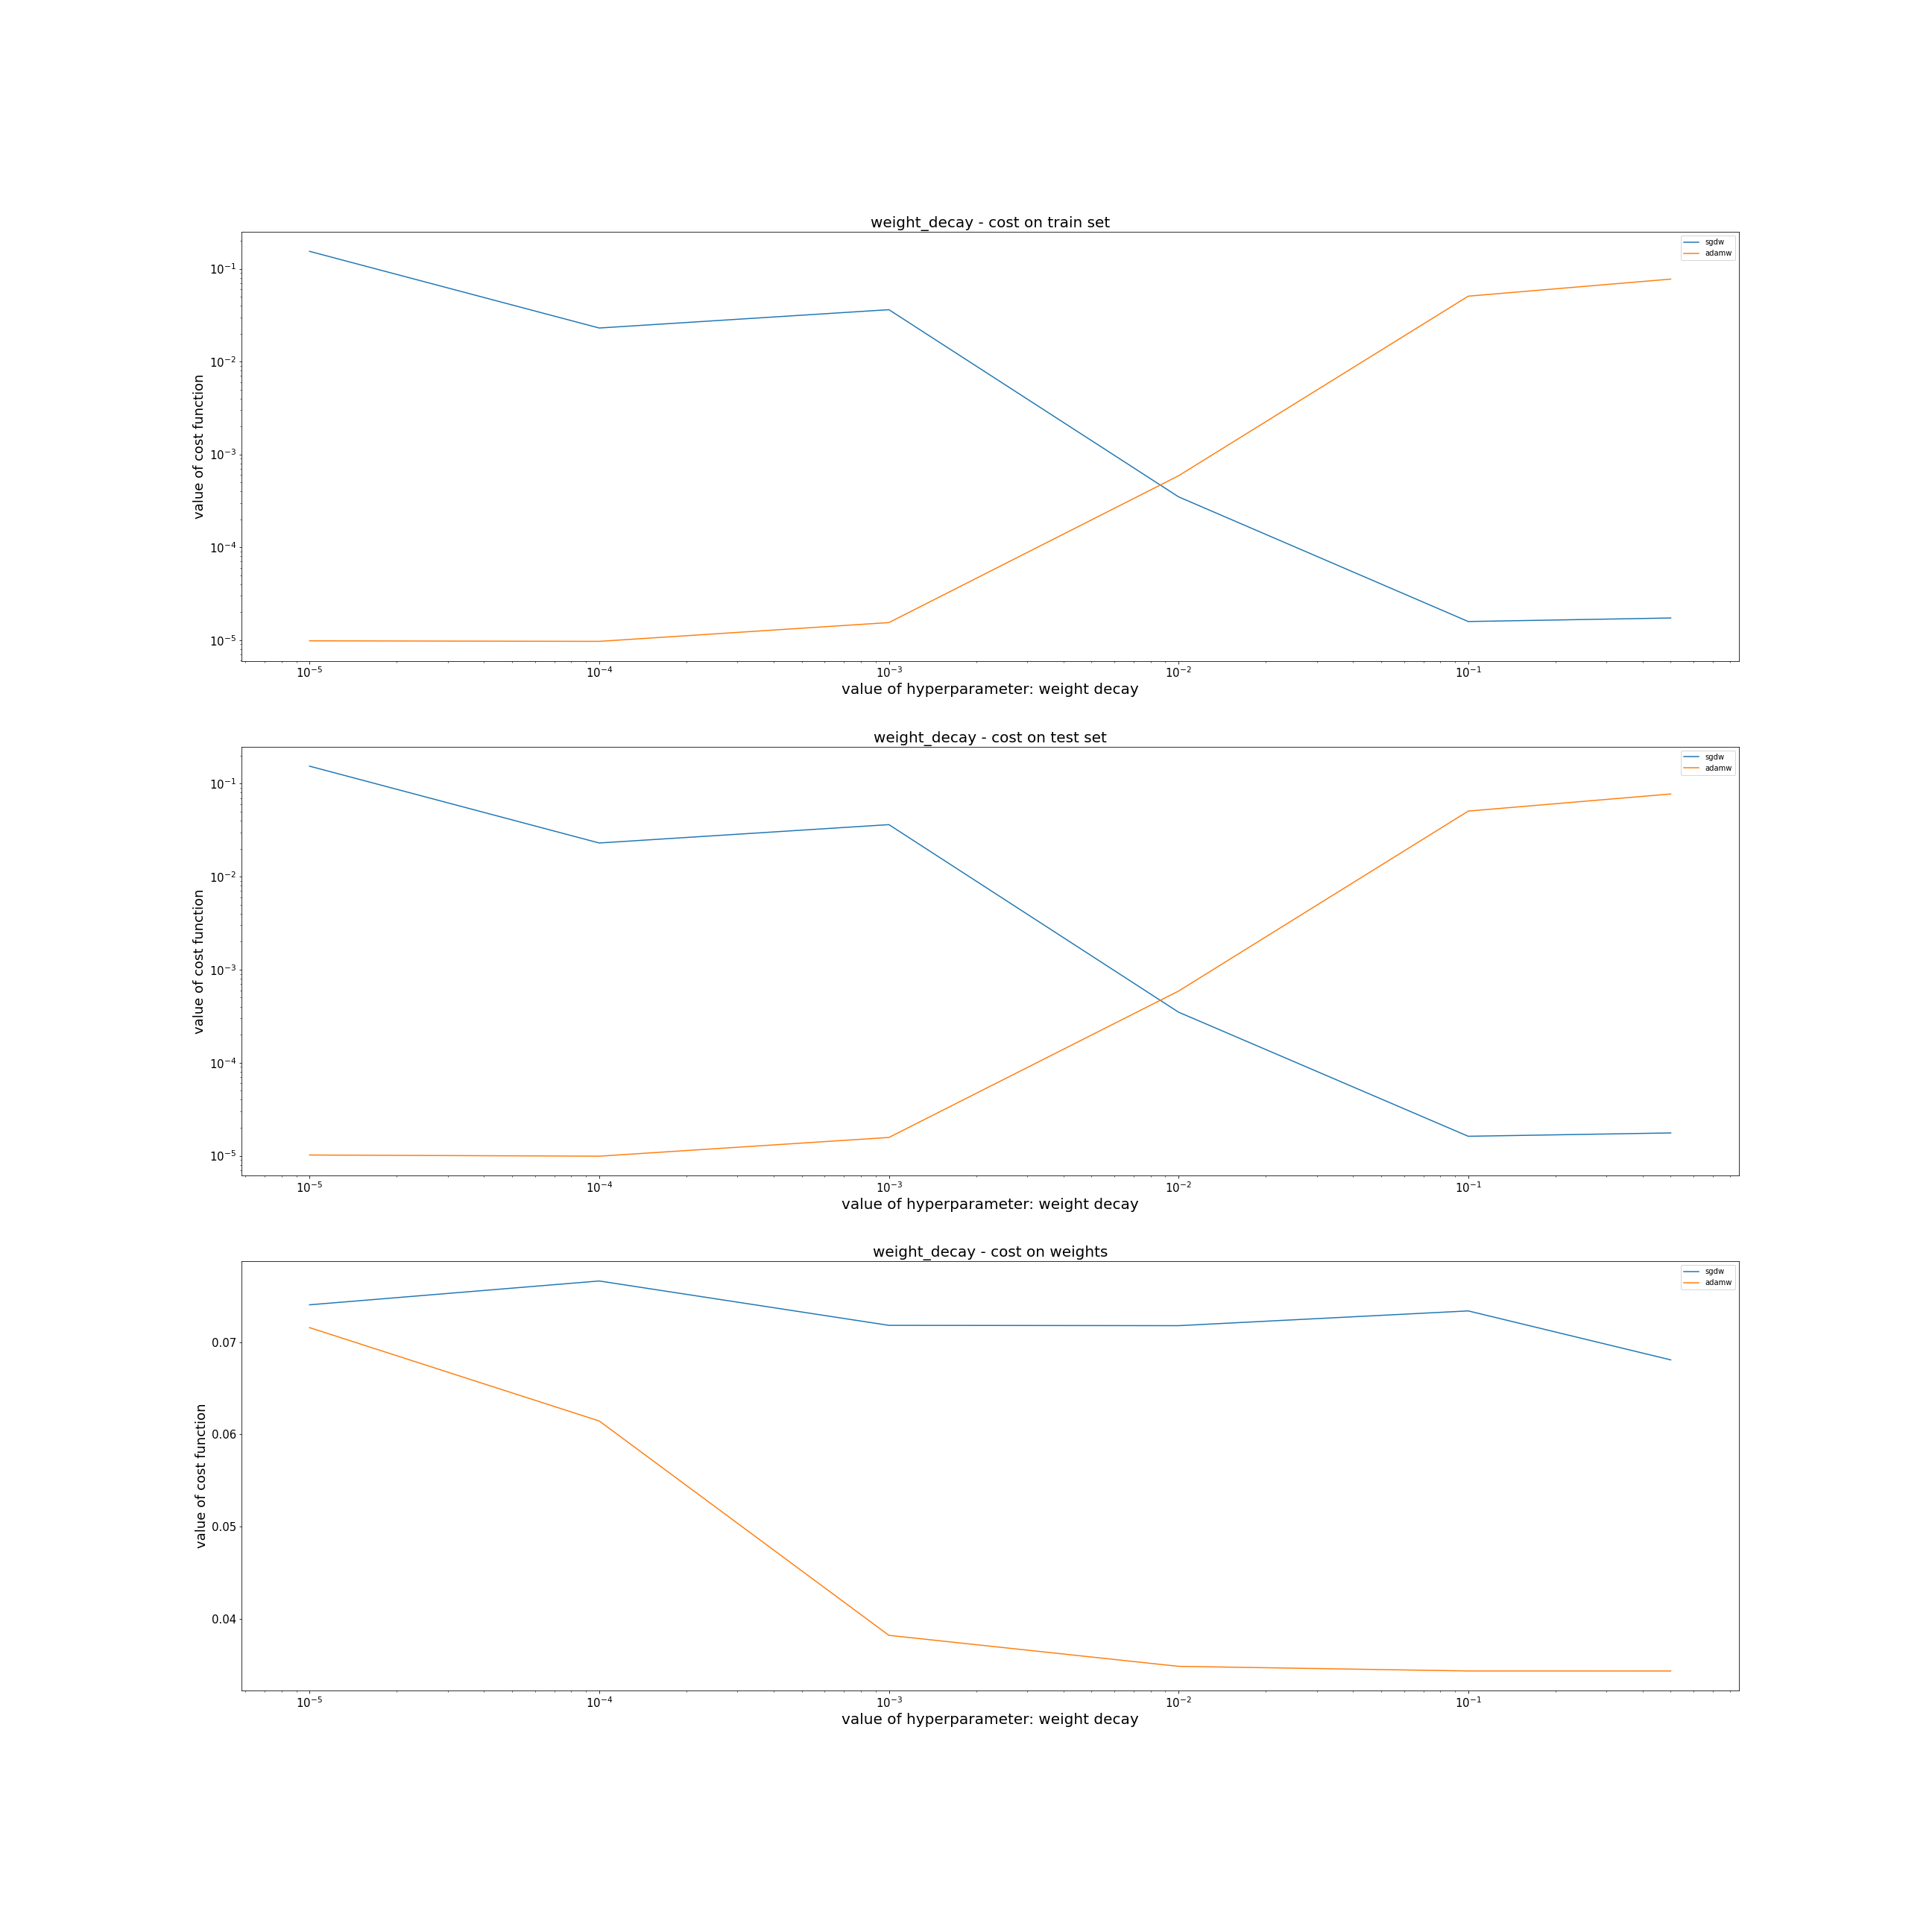 weight_decay - cost on train set
sgdw
adamw
10⁻¹
10⁻²
10⁻³
10⁻⁴
10⁻⁵
value of cost function
10⁻⁵ 10⁻⁴ 10⁻³ 10⁻² 10⁻¹
value of hyperparameter: weight decay
weight_decay - cost on test set
sgdw
adamw
10⁻¹
10⁻²
10⁻³
10⁻⁴
10⁻⁵
value of cost function
10⁻⁵ 10⁻⁴ 10⁻³ 10⁻² 10⁻¹
value of hyperparameter: weight decay
weight_decay - cost on weights
sgdw
adamw
0.07
0.06
0.05
0.04
value of cost function
10⁻⁵ 10⁻⁴ 10⁻³ 10⁻² 10⁻¹
value of hyperparameter: weight decay